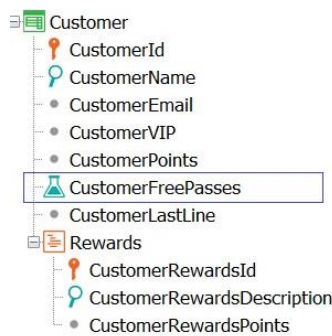 Customer
CustomerId
CustomerName
CustomerEmail
CustomerVIP
CustomerPoints
CustomerFreePasses
CustomerLastLine
Rewards
CustomerRewardsId
CustomerRewardsDescription
CustomerRewardsPoints